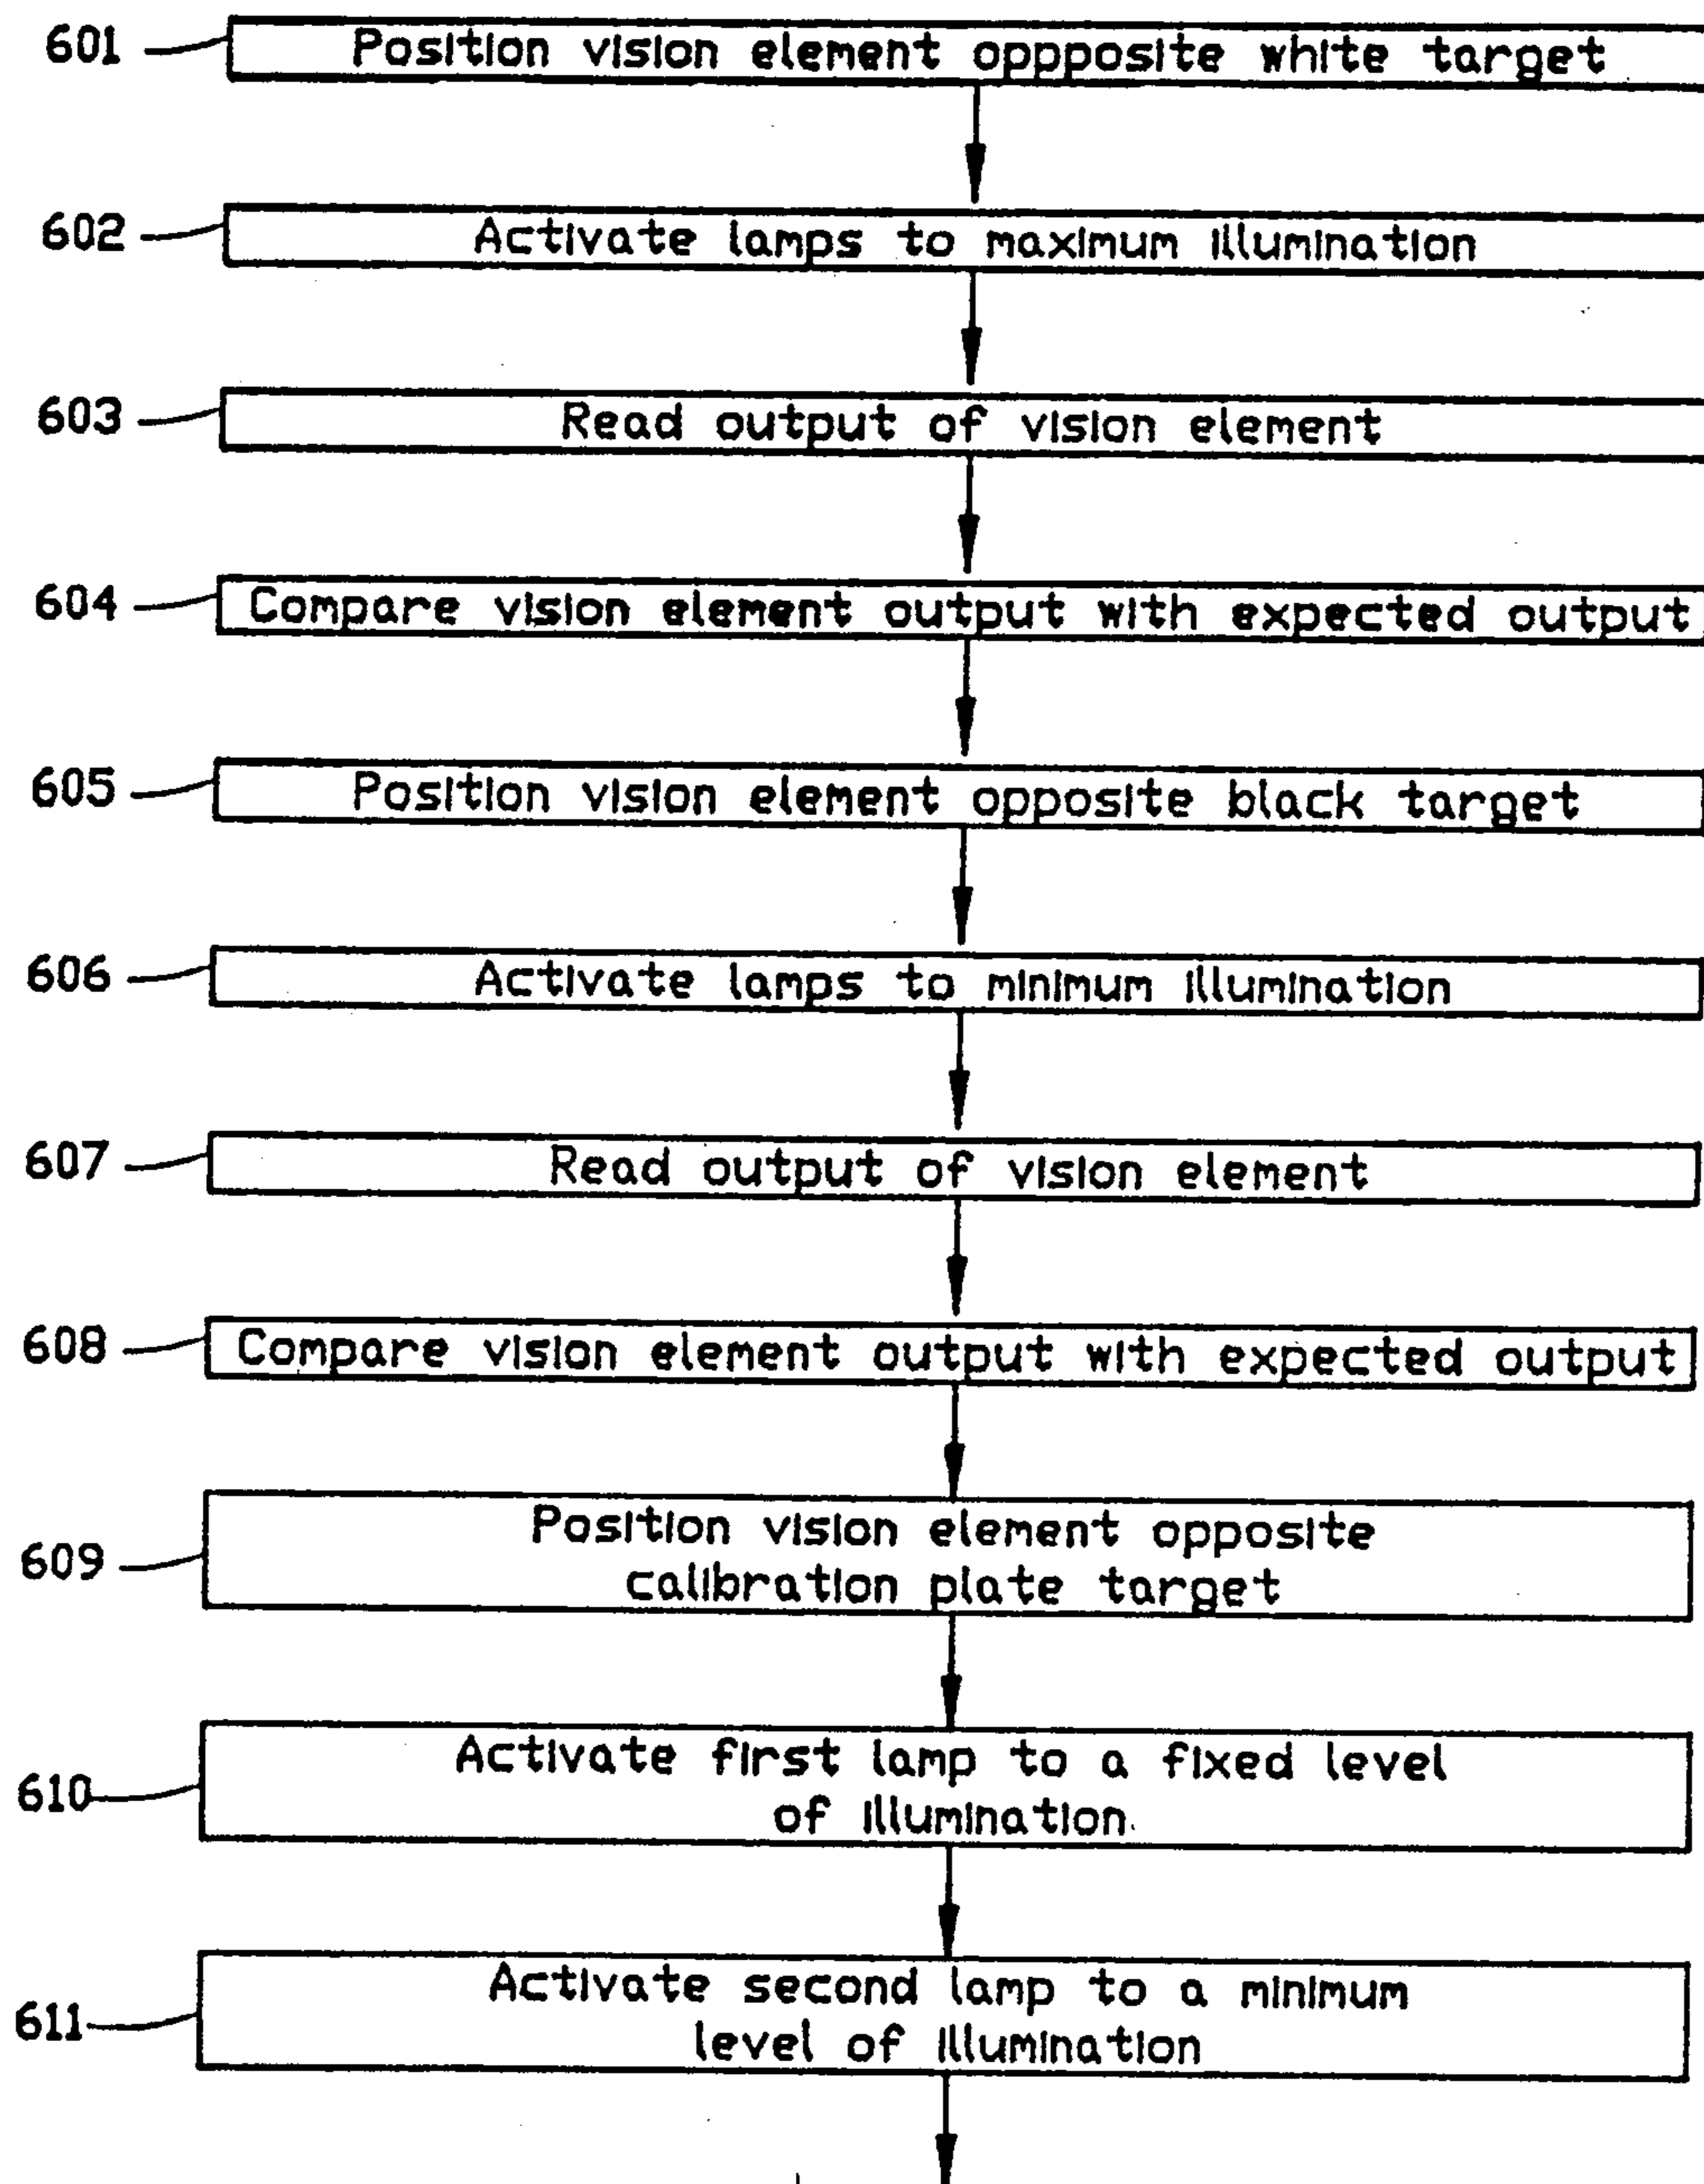 601 Position vision element oppposite white target
602 Activate lamps to maximum illumination
603 Read output of vision element
604 Compare vision element output with expected output
605 Position vision element opposite black target
606 Activate lamps to minimum illumination
607 Read output of vision element
608 Compare vision element output with expected output
609 Position vision element opposite
calibration plate target
610 Activate first lamp to a fixed level
of illumination.
611 Activate second lamp to a minimum
level of illumination